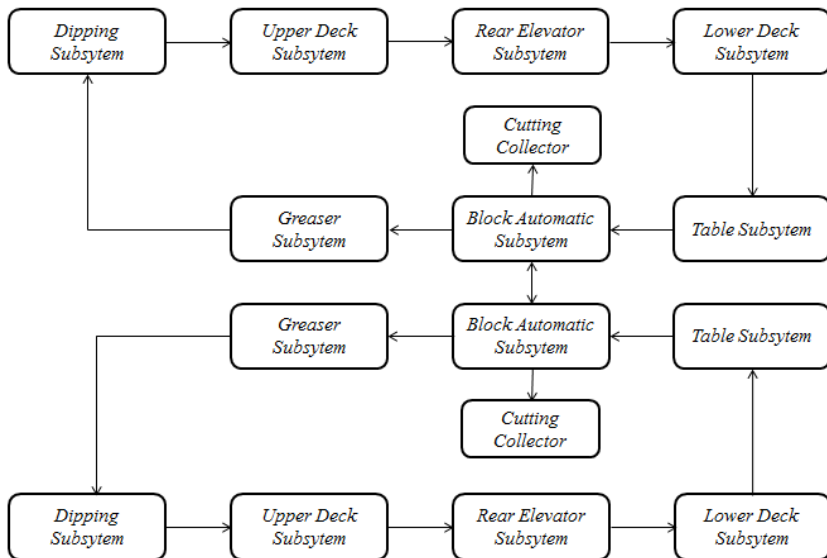 Dipping
Subsytem
Upper Deck
Subsytem
Rear Elevator
Subsytem
Lower Deck
Subsytem
Cutting
Collector
Greaser
Subsytem
Block Automatic
Subsytem
Table Subsytem
Greaser
Subsytem
Block Automatic
Subsytem
Table Subsytem
Cutting
Collector
Dipping
Subsytem
Upper Deck
Subsytem
Rear Elevator
Subsytem
Lower Deck
Subsytem